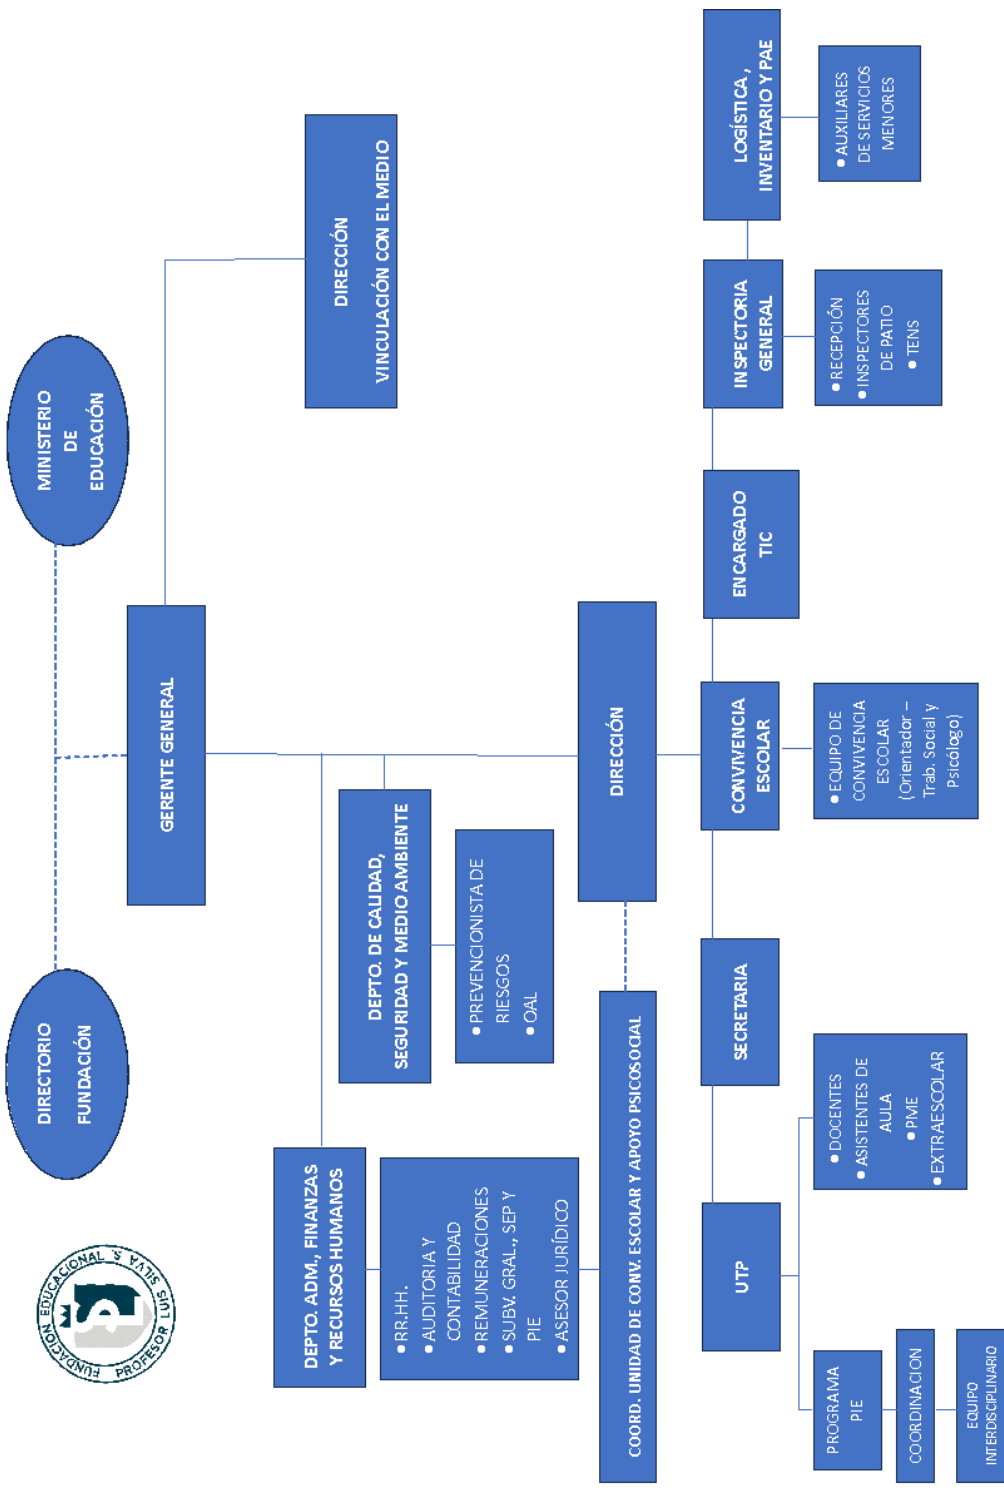 FUNDACIÓN EDUCACIONAL
PROFESOR LUIS SILVA S.
DIRECTORIO
FUNDACIÓN
MINISTERIO
DE
EDUCACIÓN
GERENTE GENERAL
DIRECCIÓN
VINCULACIÓN CON EL MEDIO
DEPTO. ADM., FINANZAS
Y RECURSOS HUMANOS
• RR.HH.
• AUDITORIA Y
CONTABILIDAD
• REMUNERACIONES
• SUBV. GRAL., SEP Y
PIE
• ASESOR JURÍDICO
DEPTO. DE CALIDAD,
SEGURIDAD Y MEDIO AMBIENTE
• PREVENCIONISTA DE
RIESGOS
• OAL
COORD. UNIDAD DE CONV. ESCOLAR Y APOYO PSICOSOCIAL
DIRECCIÓN
UTP
SECRETARIA
CONVIVENCIA
ESCOLAR
ENCARGADO
TIC
INSPECTORIA
GENERAL
LOGÍSTICA ,
INVENTARIO Y PAE
PROGRAMA
PIE
COORDINACION
EQUIPO
INTERDISCIPLINARIO
• DOCENTES
• ASISTENTES DE
AULA
• PME
• EXTRAESCOLAR
• EQUIPO DE
CONVIVENCIA
ESCOLAR
(Orientador –
Trab. Social y
Psicólogo)
• RECEPCIÓN
• INSPECTORES
DE PATIO
• TENS
• AUXILIARES
DE SERVICIOS
MENORES